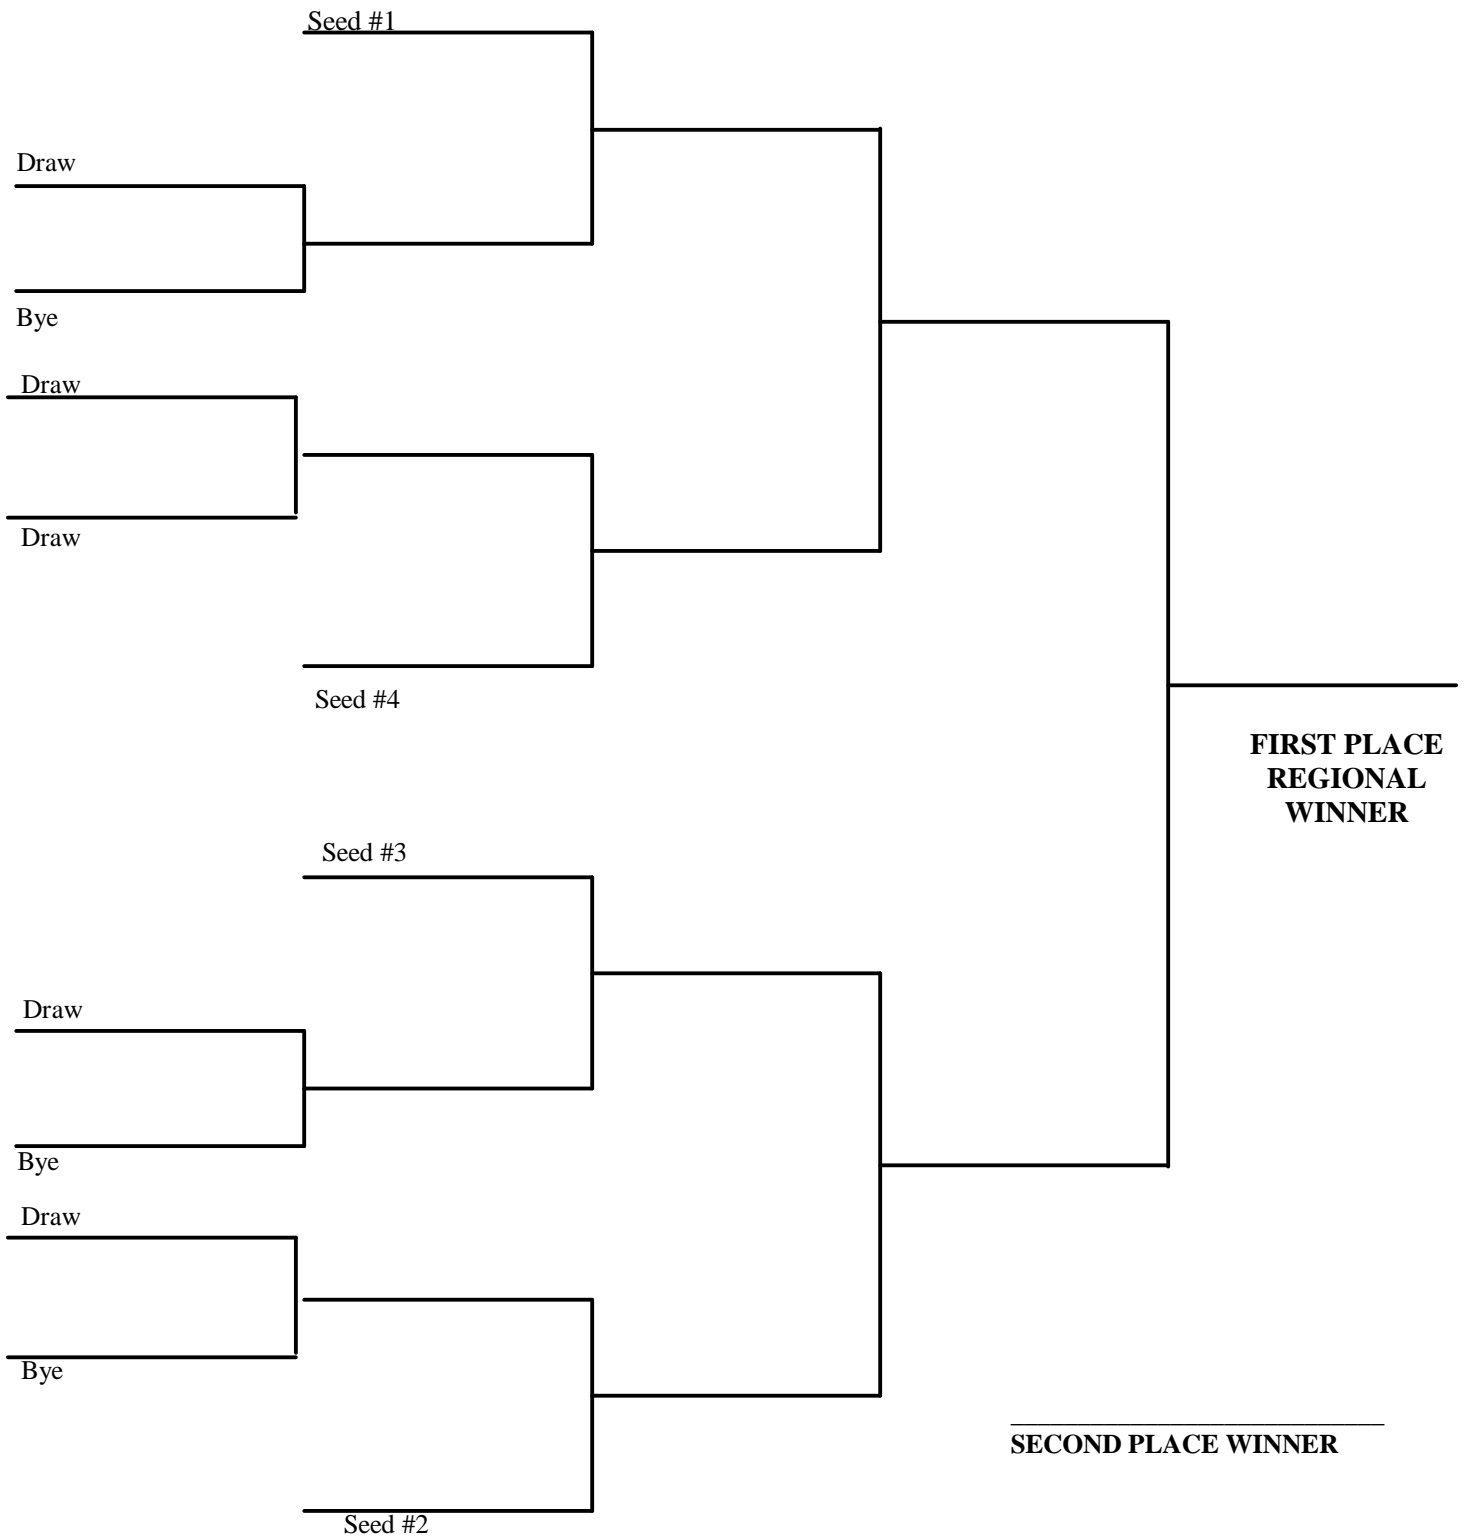 Seed #1
Draw
Bye
Draw
Draw
Seed #4
FIRST PLACE
REGIONAL
WINNER
Seed #3
Draw
Bye
Draw
Bye
SECOND PLACE WINNER
Seed #2